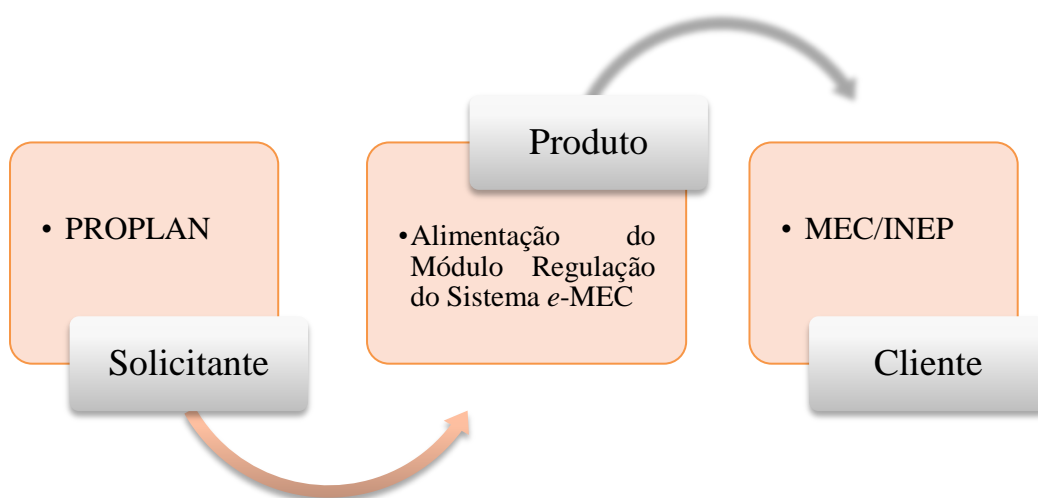 • PROPLAN
Solicitante
Produto
•Alimentação do
Módulo Regulação
do Sistema e-MEC
• MEC/INEP
Cliente